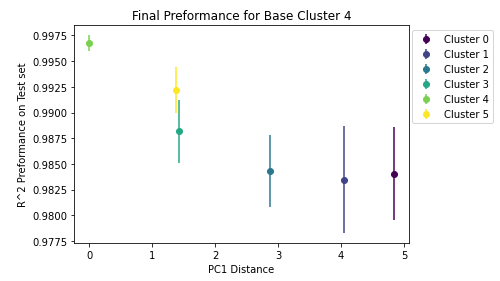 Final Preformance for Base Cluster 4
R^2 Preformance on Test set
0.9975
0.9950
0.9925
0.9900
0.9875
0.9850
0.9825
0.9800
0.9775
0 1 2 3 4 5
PC1 Distance
Cluster 0
Cluster 1
Cluster 2
Cluster 3
Cluster 4
Cluster 5